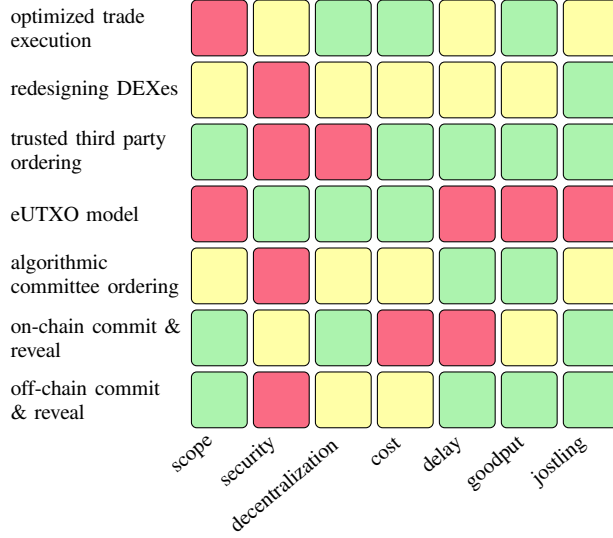 optimized trade
execution
redesigning DEXes
trusted third party
ordering
eUTXO model
algorithmic
committee ordering
on-chain commit &
reveal
off-chain commit
& reveal
scope
security
decentralization
cost
delay
goodput
jostling